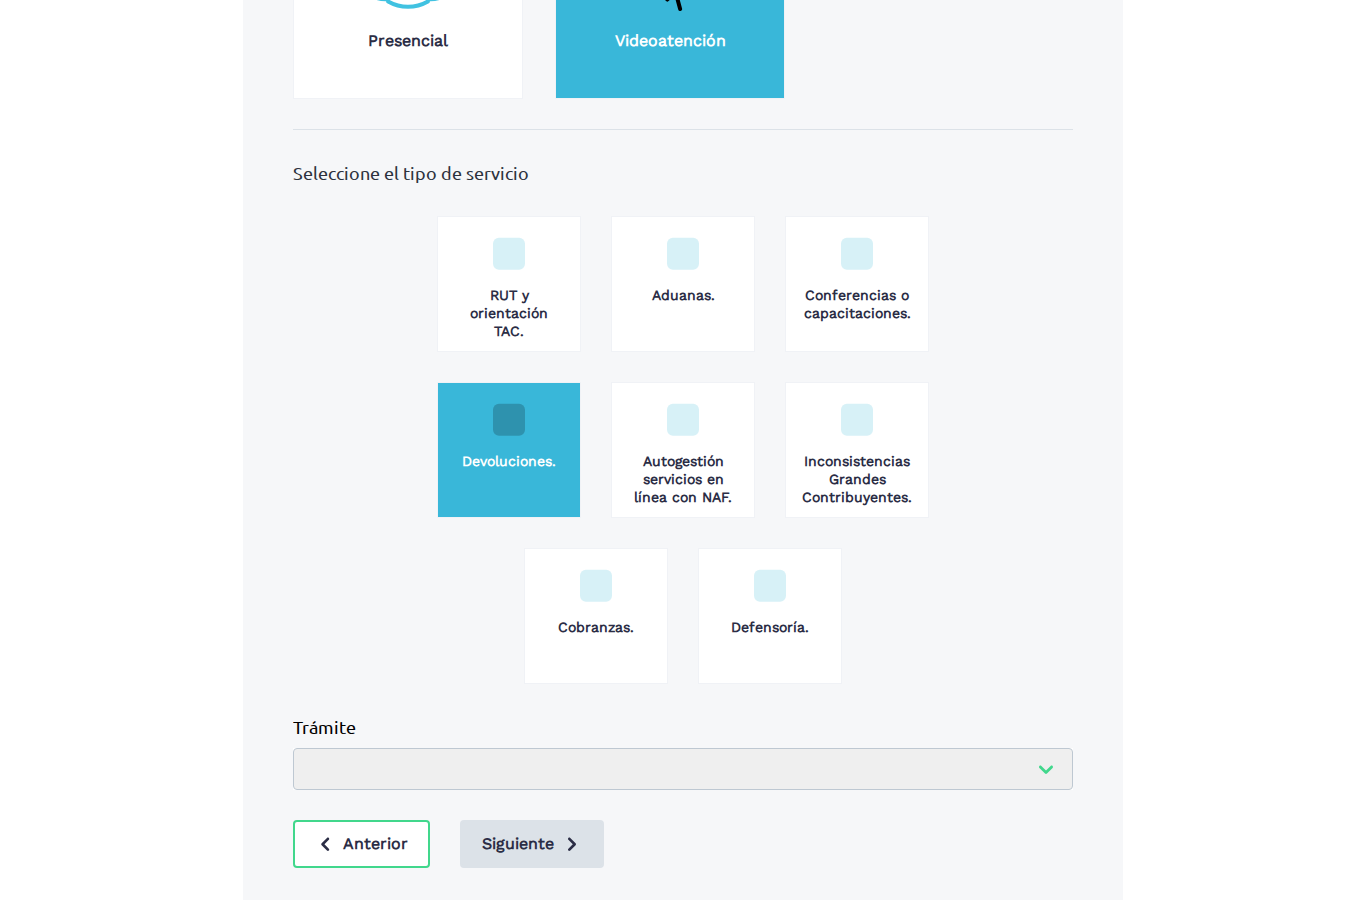 Presencial
Videoatención
Seleccione el tipo de servicio
RUT y
orientación
TAC.
Aduanas.
Conferencias o
capacitaciones.
Devoluciones.
Autogestión
servicios en
línea con NAF.
Inconsistencias
Grandes
Contribuyentes.
Cobranzas.
Defensoría.
Trámite
Anterior
Siguiente